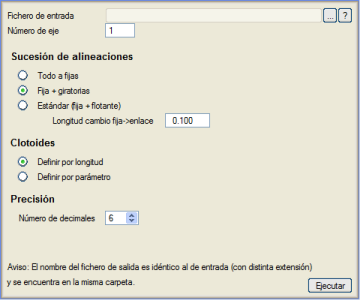 Fichero de entrada ... ?
Número de eje 1
Sucesión de alineaciones
Todo a fijas
Fija + giratorias
Estándar (fija + flotante)
Longitud cambio fija->enlace 0.100
Clotoides
Definir por longitud
Definir por parámetro
Precisión
Número de decimales 6
Aviso: El nombre del fichero de salida es idéntico al de entrada (con distinta extensión)
y se encuentra en la misma carpeta.
Ejecutar